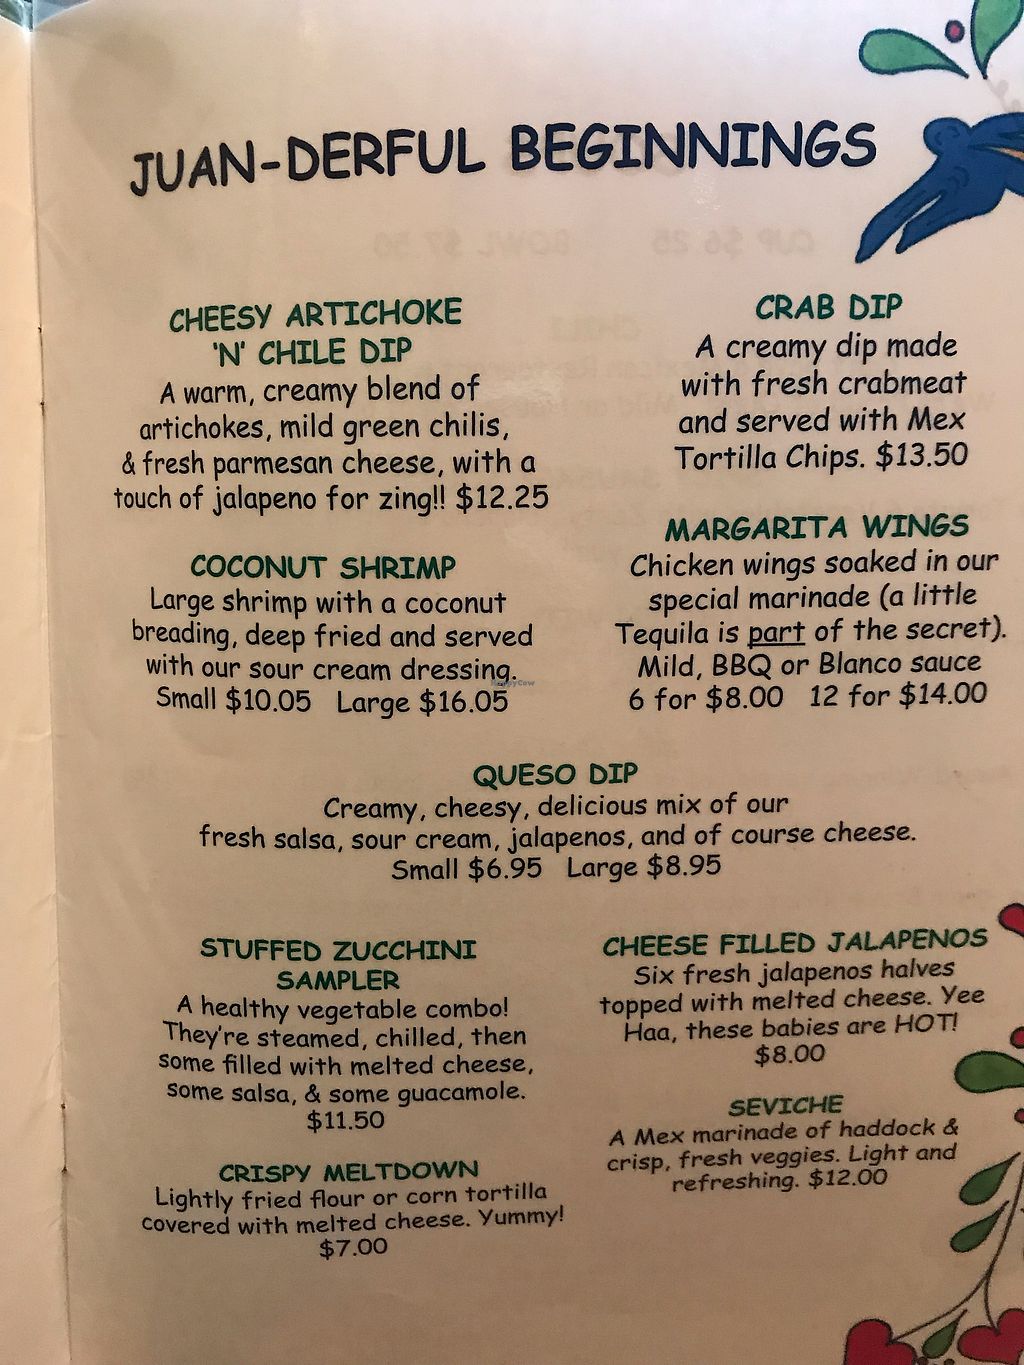 JUAN-DERFUL BEGINNINGS
CUP $6.25 BOWL $7.50
CHEESY ARTICHOKE
'N' CHILE DIP
A warm, creamy blend of
artichokes, mild green chilis,
& fresh parmesan cheese, with a
touch of jalapeno for zing!! $12.25
COCONUT SHRIMP
Large shrimp with a coconut
breading, deep fried and served
with our sour cream dressing.
Small $10.05 Large $16.05
CRAB DIP
A creamy dip made
with fresh crabmeat
and served with Mex
Tortilla Chips. $13.50
MARGARITA WINGS
Chicken wings soaked in our
special marinade (a little
Tequila is part of the secret).
Mild, BBQ or Blanco sauce
6 for $8.00 12 for $14.00
HappyCow
QUESO DIP
Creamy, cheesy, delicious mix of our
fresh salsa, sour cream, jalapenos, and of course cheese.
Small $6.95 Large $8.95
STUFFED ZUCCHINI
SAMPLER
A healthy vegetable combo!
They're steamed, chilled, then
some filled with melted cheese,
some salsa, & some guacamole.
$11.50
CRISPY MELTDOWN
Lightly fried flour or corn tortilla
covered with melted cheese. Yummy!
$7.00
CHEESE FILLED JALAPENOS
Six fresh jalapenos halves
topped with melted cheese. Yee
Haa, these babies are HOT!
$8.00
SEVICHE
A Mex marinade of haddock &
crisp, fresh veggies. Light and
refreshing. $12.00